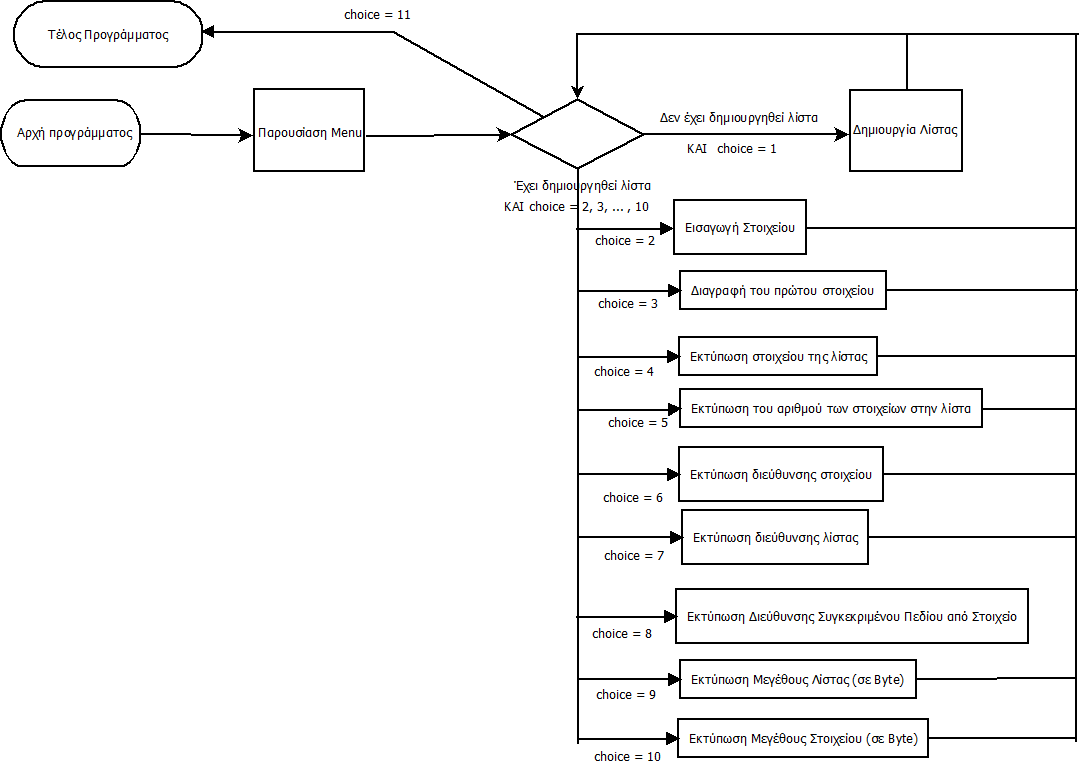 choice = 11
Τέλος Προγράμματος
Αρχή προγράμματος
Παρουσίαση Menu
Δεν έχει δημιουργηθεί λίστα
ΚΑΙ choice = 1
Δημιουργία Λίστας
Έχει δημιουργηθεί λίστα
ΚΑΙ choice = 2, 3, ... , 10
Εισαγωγή Στοιχείου
choice = 2
Διαγραφή του πρώτου στοιχείου
choice = 3
Εκτύπωση στοιχείου της λίστας
choice = 4
Εκτύπωση του αριθμού των στοιχείων στην λίστα
choice = 5
Εκτύπωση διεύθυνσης στοιχείου
choice = 6
Εκτύπωση διεύθυνσης λίστας
choice = 7
Εκτύπωση Διεύθυνσης Συγκεκριμένου Πεδίου από Στοιχείο
choice = 8
Εκτύπωση Μεγέθους Λίστας (σε Byte)
choice = 9
Εκτύπωση Μεγέθους Στοιχείου (σε Byte)
choice = 10